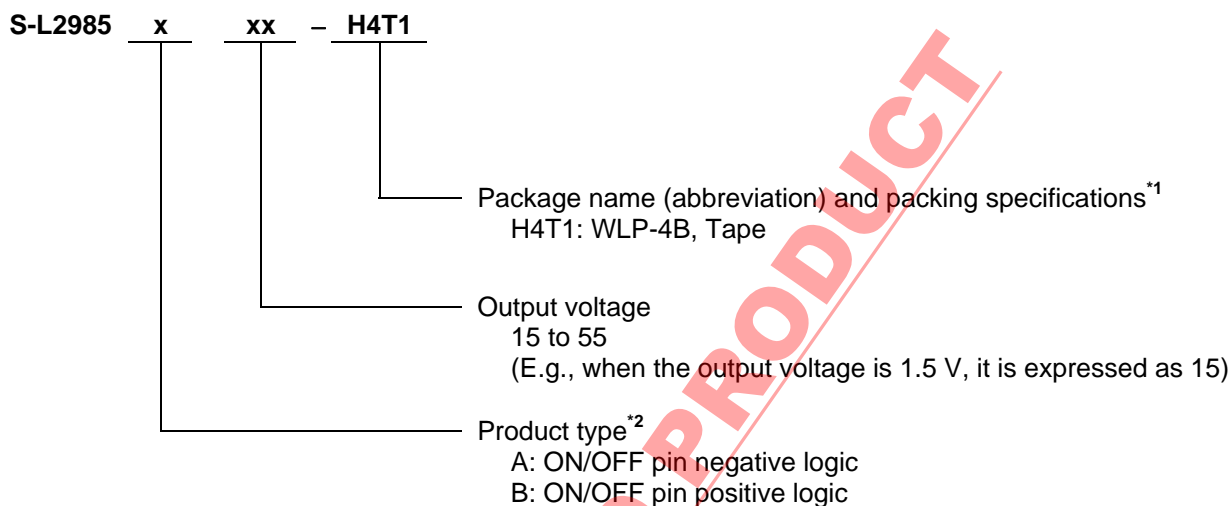 S-L2985 x xx – H4T1
Package name (abbreviation) and packing specifications*1
H4T1: WLP-4B, Tape
Output voltage
15 to 55
(E.g., when the output voltage is 1.5 V, it is expressed as 15)
Product type*2
A: ON/OFF pin negative logic
B: ON/OFF pin positive logic
PRODUCT